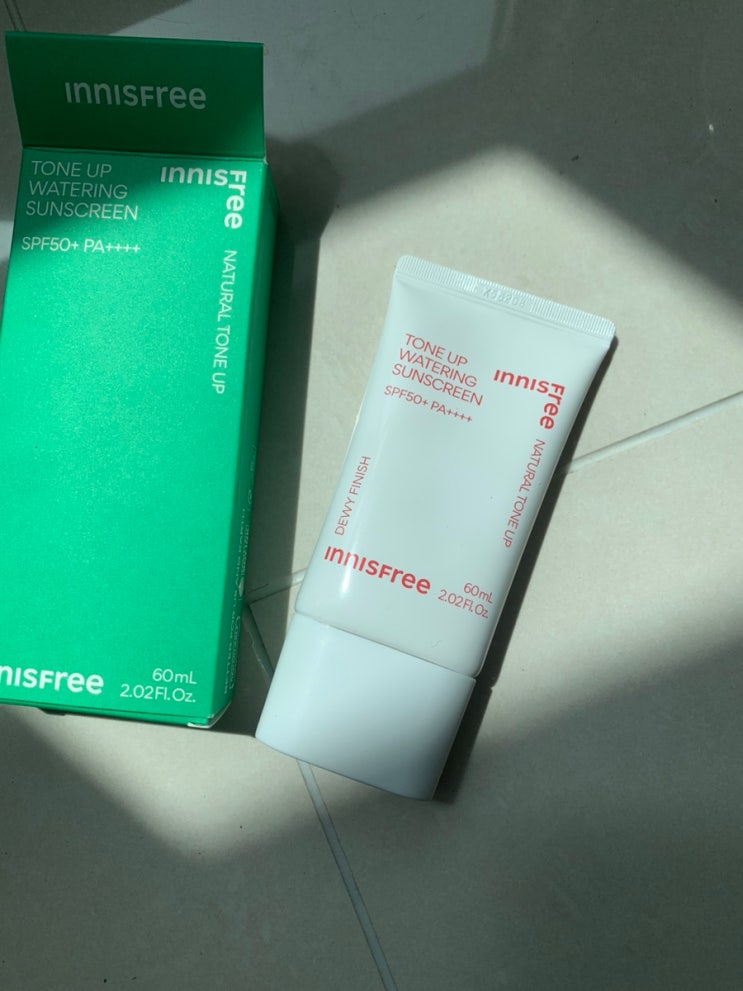 INNISFree
TONE UP
WATERING
SUNSCREEN
SPF50+ PA++++
INNISFree
NATURAL TONE UP
nISFree
60mL
2.02Fl.Oz.
TONE UP
WATERING
SUNSCREEN
SPF50+ PA++++
INNISFree
NATURAL TONE UP
DEWY FINISH
INNISFree
60mL
2.02Fl.Oz.